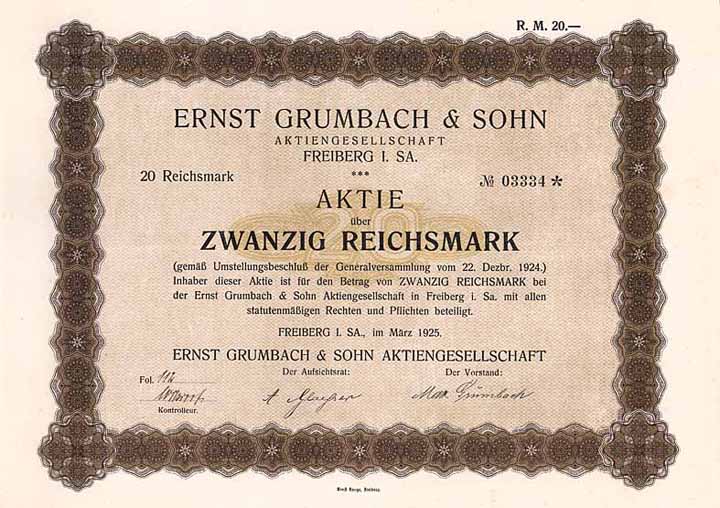 R. M. 20.—
ERNST GRUMBACH & SOHN
AKTIENGESELLSCHAFT
FREIBERG I. SA.
***
20 Reichsmark
№ 03334 *
AKTIE
über
20
ZWANZIG REICHSMARK
(gemäß Umstellungsbeschluß der Generalversammlung vom 22. Dezbr. 1924.)
Inhaber dieser Aktie ist für den Betrag von ZWANZIG REICHSMARK bei
der Ernst Grumbach & Sohn Aktiengesellschaft in Freiberg i. Sa. mit allen
statutenmäßigen Rechten und Pflichten beteiligt.
FREIBERG I. SA., im März 1925.
ERNST GRUMBACH & SOHN AKTIENGESELLSCHAFT
Der Aufsichtsrat:
Der Vorstand:
Fol.
Kontrolleur.
Max Grumbach